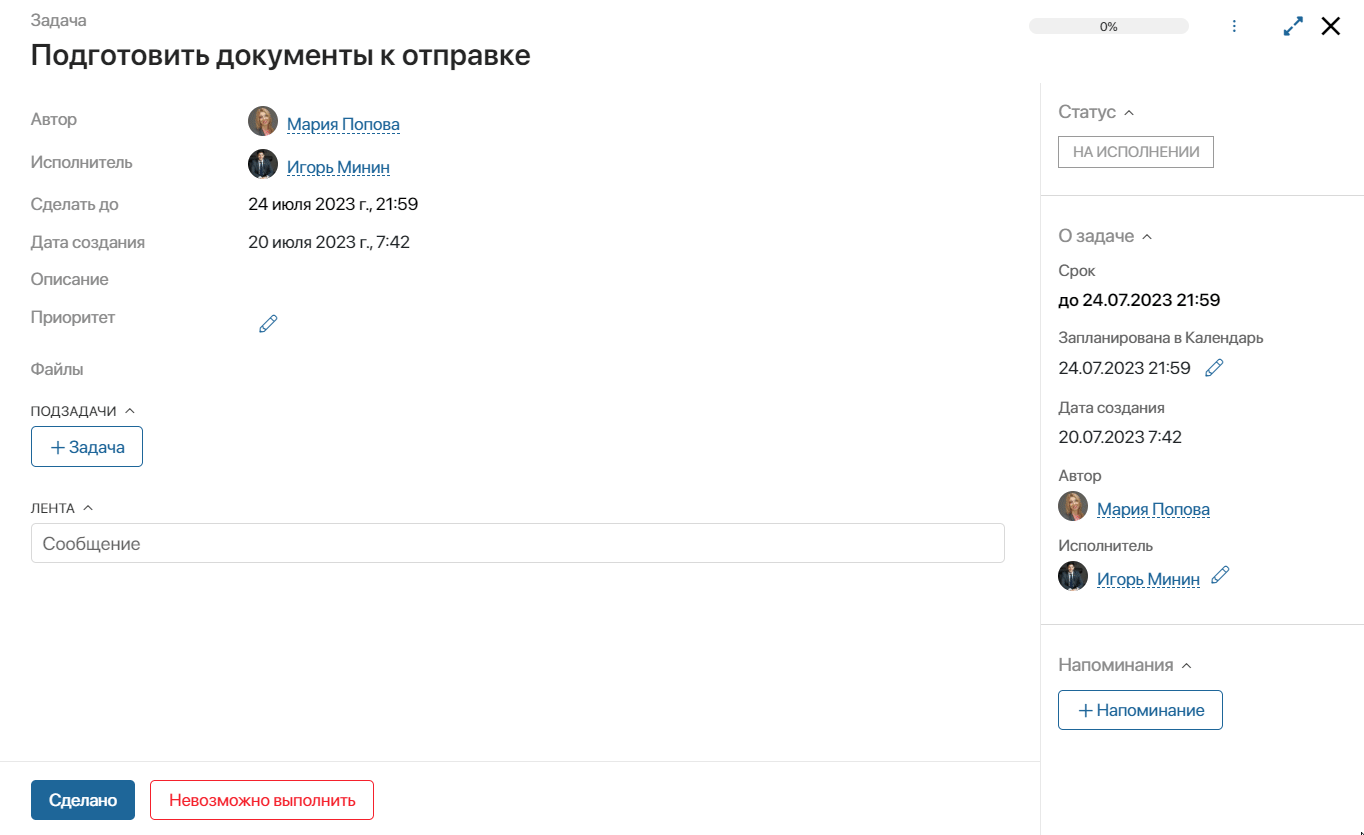 Задача
0%
Подготовить документы к отправке
Автор
Мария Попова
Исполнитель
Игорь Минин
Сделать до
24 июля 2023 г., 21:59
Дата создания
20 июля 2023 г., 7:42
Описание
Приоритет
Файлы
ПОДЗАДАЧИ
+ Задача
ЛЕНТА
Сообщение
Сделано
Невозможно выполнить
Статус
НА ИСПОЛНЕНИИ
О задаче
Срок
до 24.07.2023 21:59
Запланирована в Календарь
24.07.2023 21:59
Дата создания
20.07.2023 7:42
Автор
Мария Попова
Исполнитель
Игорь Минин
Напоминания
+ Напоминание